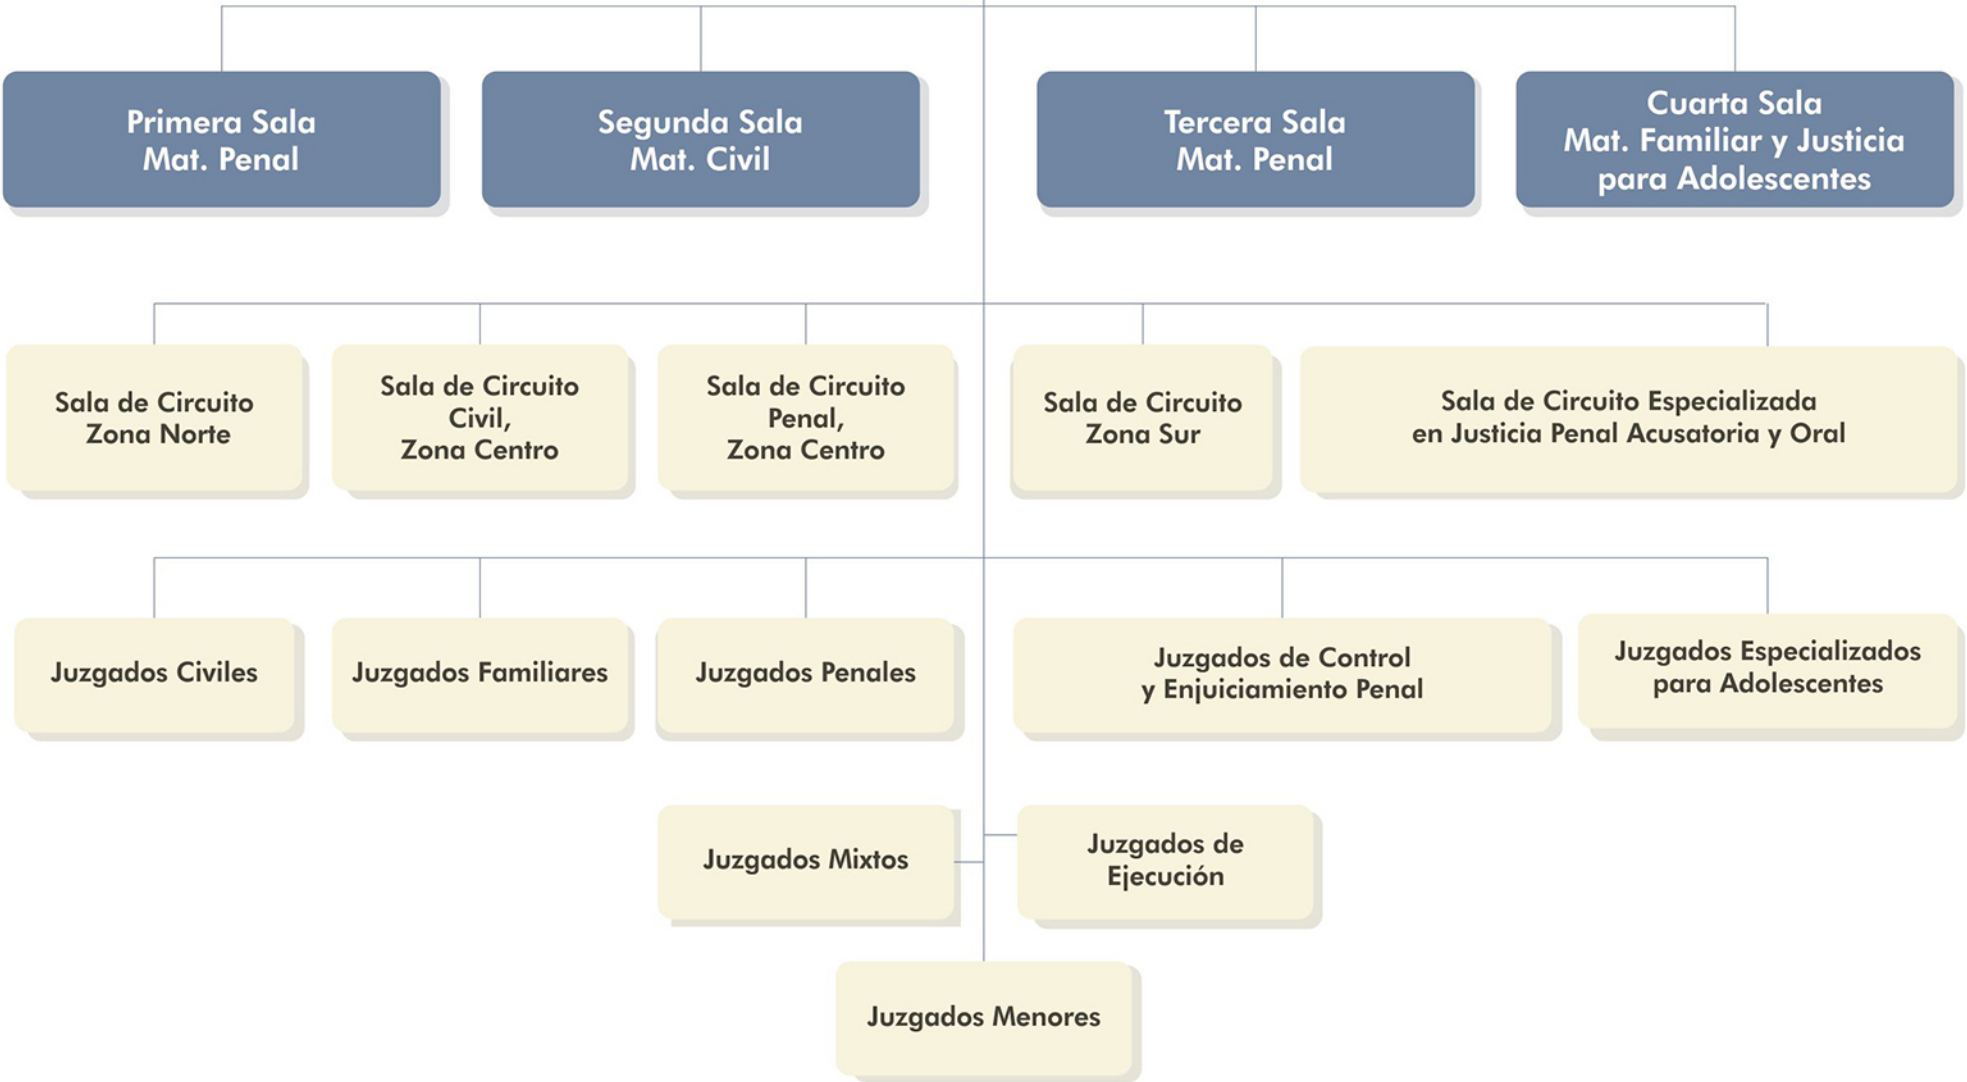 Primera Sala
Mat. Penal
Segunda Sala
Mat. Civil
Tercera Sala
Mat. Penal
Cuarta Sala
Mat. Familiar y Justicia
para Adolescentes
Sala de Circuito
Zona Norte
Sala de Circuito
Civil,
Zona Centro
Sala de Circuito
Penal,
Zona Centro
Sala de Circuito
Zona Sur
Sala de Circuito Especializada
en Justicia Penal Acusatoria y Oral
Juzgados Civiles
Juzgados Familiares
Juzgados Penales
Juzgados de Control
y Enjuiciamiento Penal
Juzgados Especializados
para Adolescentes
Juzgados Mixtos
Juzgados de
Ejecución
Juzgados Menores